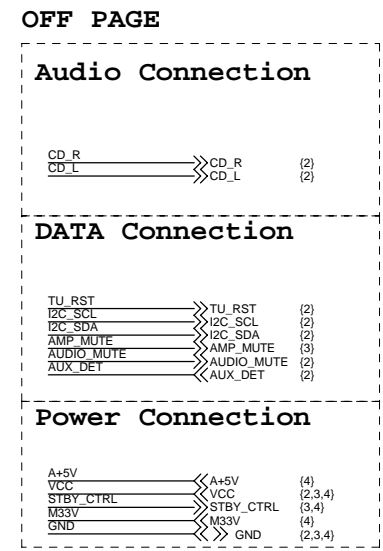 OFF PAGE
Audio Connection
CD_R CD_R {2}
CD_L CD_L {2}
DATA Connection
TU_RST TU_RST {2}
I2C_SCL I2C_SCL {2}
I2C_SDA I2C_SDA {2}
AMP_MUTE AMP_MUTE {3}
AUDIO_MUTE AUDIO_MUTE {2}
AUX_DET AUX_DET {2}
Power Connection
A+5V A+5V {4}
VCC VCC {2,3,4}
STBY_CTRL STBY_CTRL {3,4}
M33V M33V {4}
GND GND {2,3,4}